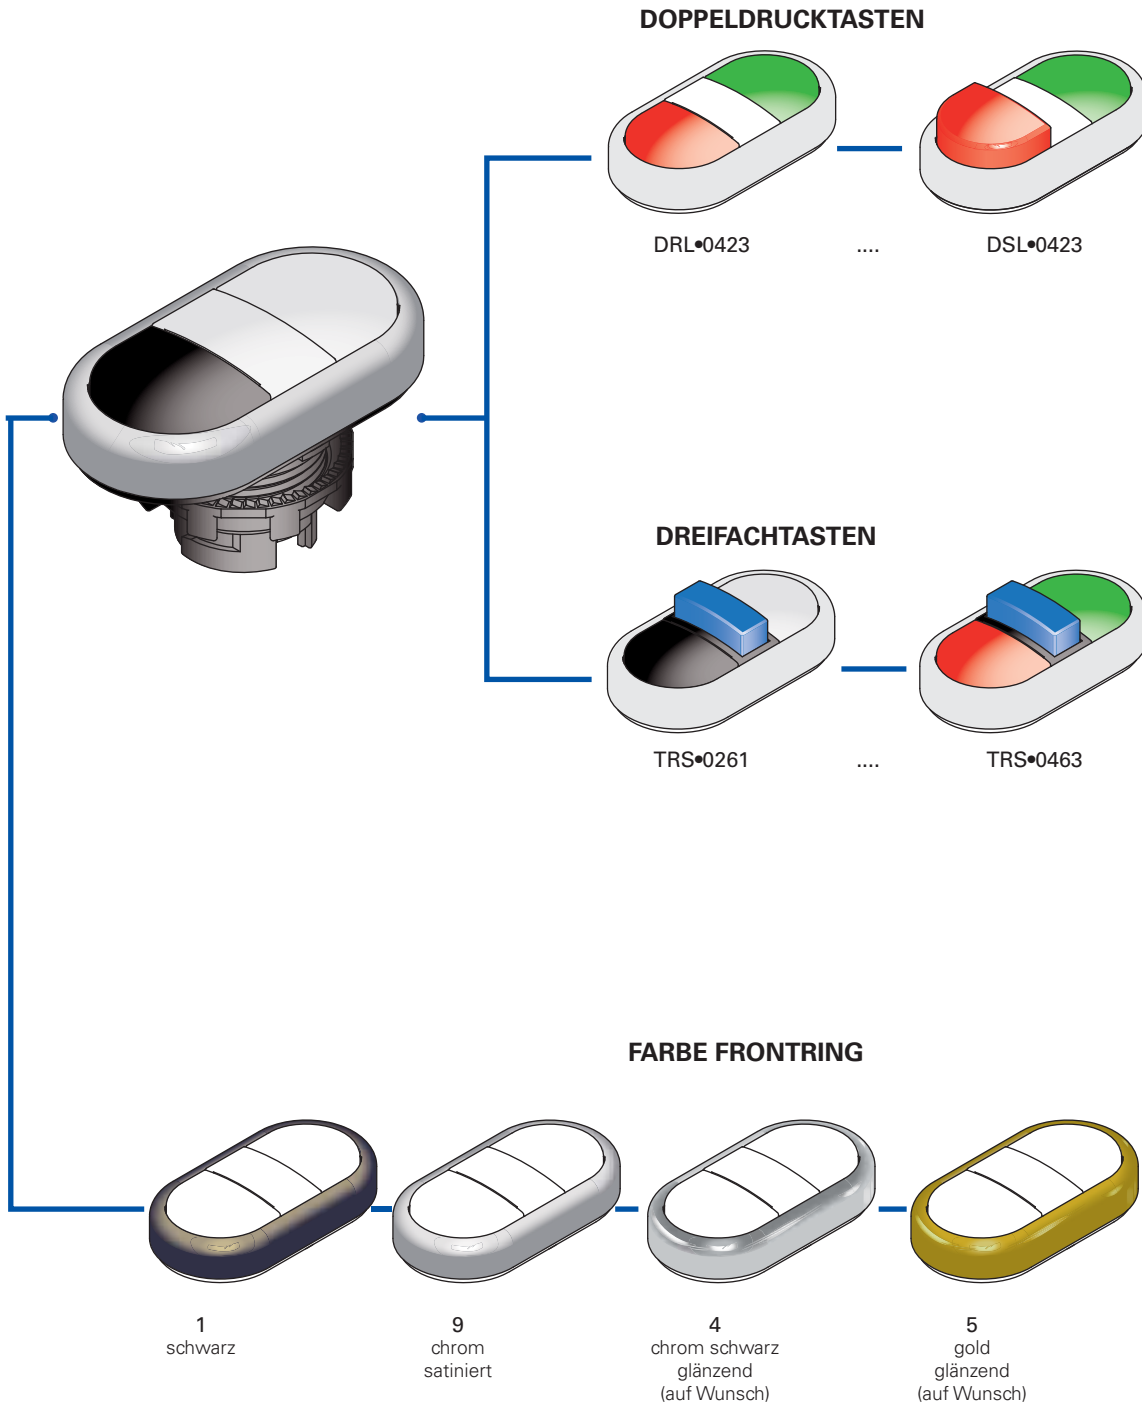 DOPPELDRUCKTASTEN
DRL•0423 .... DSL•0423
DREIFACHTASTEN
TRS•0261 .... TRS•0463
FARBE FRONTRING
1
schwarz
9
chrom
satiniert
4
chrom schwarz
glänzend
(auf Wunsch)
5
gold
glänzend
(auf Wunsch)